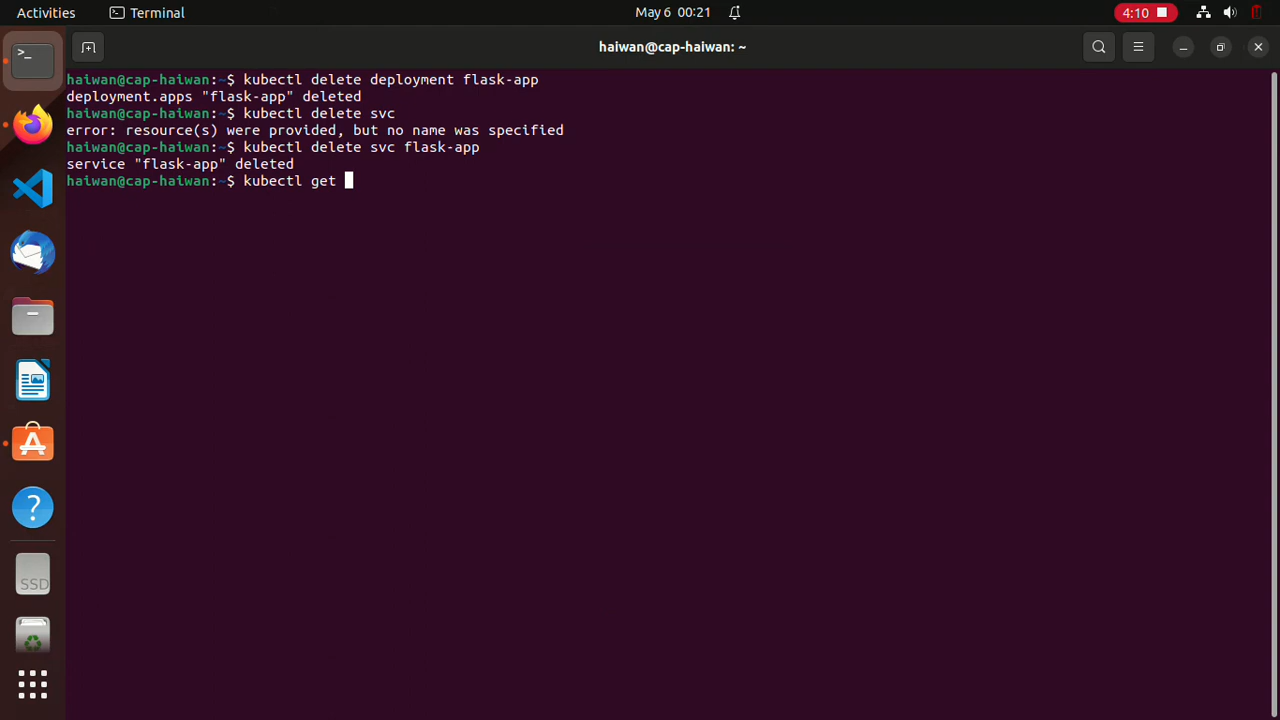 Activities Terminal May 6 00:21 4:10
haiwan@cap-haiwan: ~
haiwan@cap-haiwan:~$ kubectl delete deployment flask-app
deployment.apps "flask-app" deleted
haiwan@cap-haiwan:~$ kubectl delete svc
error: resource(s) were provided, but no name was specified
haiwan@cap-haiwan:~$ kubectl delete svc flask-app
service "flask-app" deleted
haiwan@cap-haiwan:~$ kubectl get
SSD